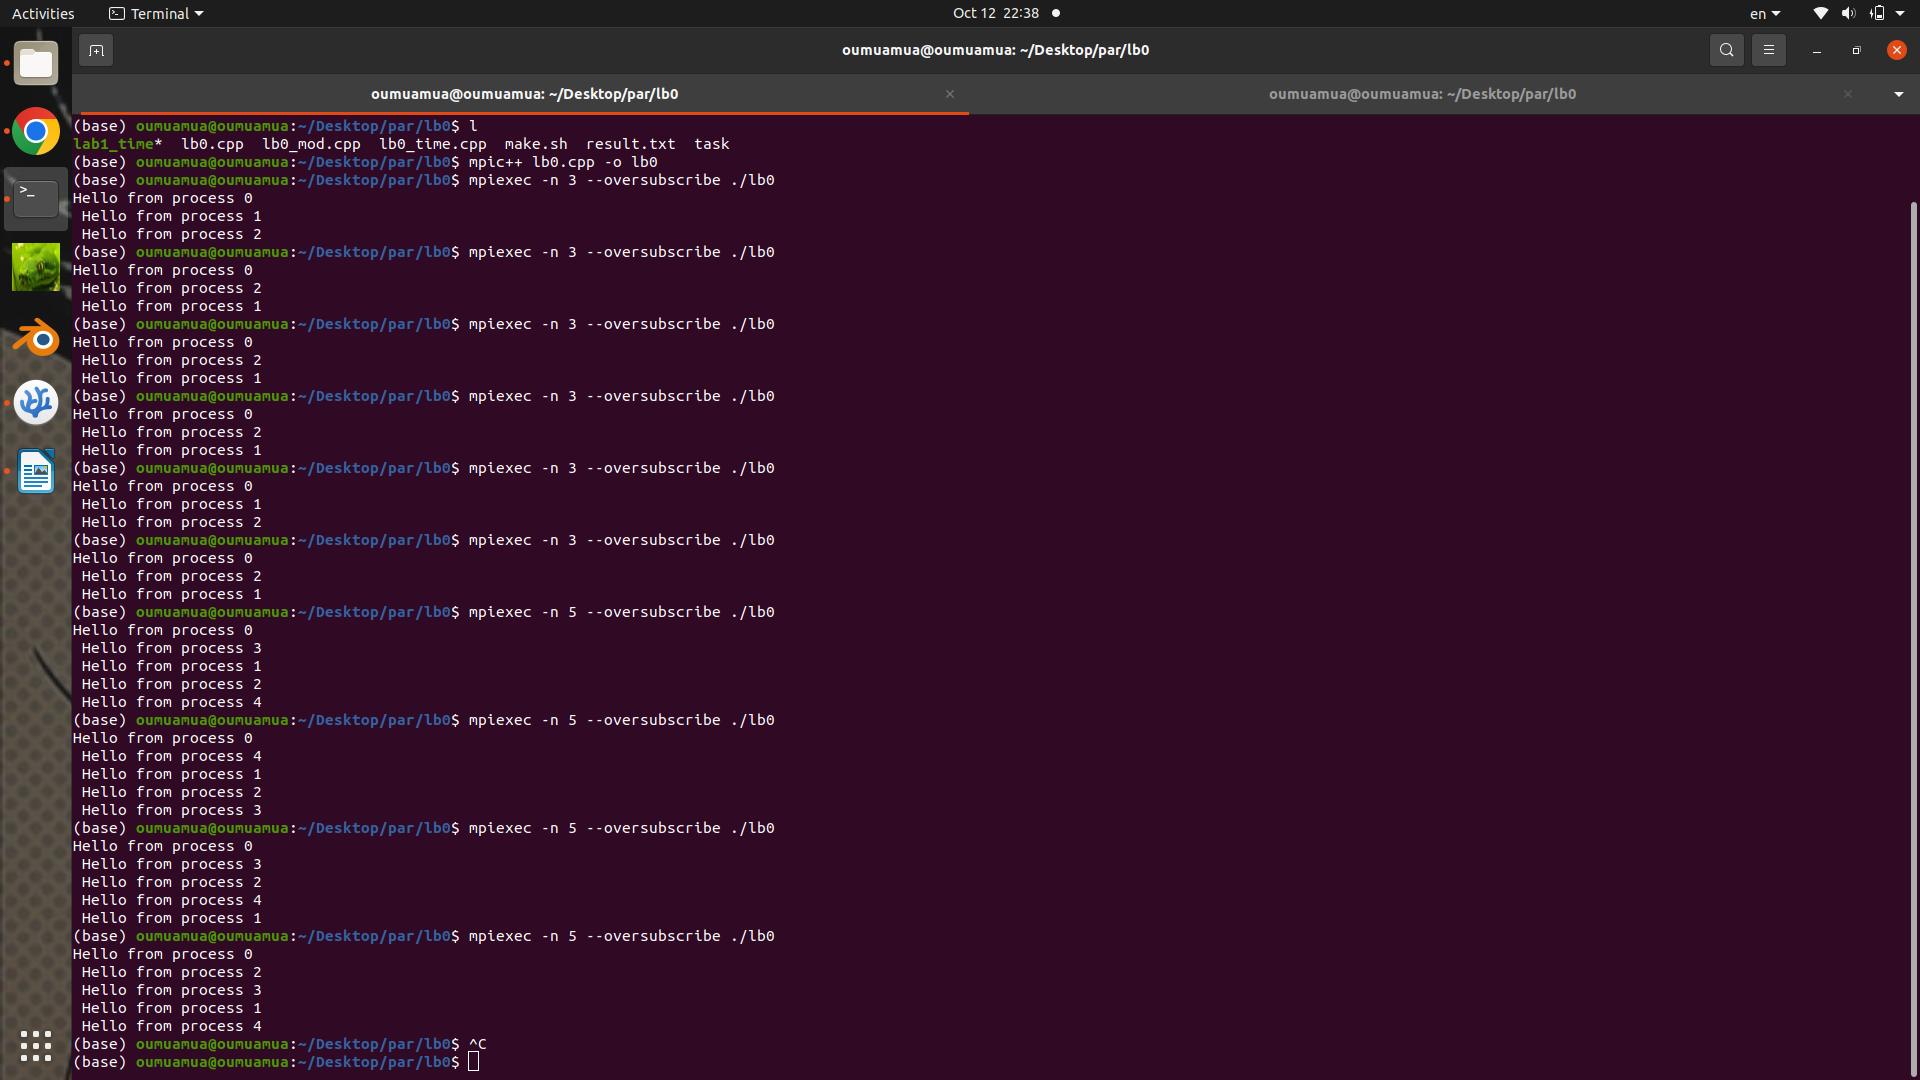 Activities Terminal Oct 12 22:38 en
oumuamua@oumuamua: ~/Desktop/par/lb0
oumuamua@oumuamua: ~/Desktop/par/lb0 oumuamua@oumuamua: ~/Desktop/par/lb0
(base) oumuamua@oumuamua:~/Desktop/par/lb0$ l
lab1_time*  lb0.cpp  lb0_mod.cpp  lb0_time.cpp  make.sh  result.txt  task
(base) oumuamua@oumuamua:~/Desktop/par/lb0$ mpic++ lb0.cpp -o lb0
(base) oumuamua@oumuamua:~/Desktop/par/lb0$ mpiexec -n 3 --oversubscribe ./lb0
Hello from process 0
 Hello from process 1
 Hello from process 2
(base) oumuamua@oumuamua:~/Desktop/par/lb0$ mpiexec -n 3 --oversubscribe ./lb0
Hello from process 0
 Hello from process 2
 Hello from process 1
(base) oumuamua@oumuamua:~/Desktop/par/lb0$ mpiexec -n 3 --oversubscribe ./lb0
Hello from process 0
 Hello from process 2
 Hello from process 1
(base) oumuamua@oumuamua:~/Desktop/par/lb0$ mpiexec -n 3 --oversubscribe ./lb0
Hello from process 0
 Hello from process 2
 Hello from process 1
(base) oumuamua@oumuamua:~/Desktop/par/lb0$ mpiexec -n 3 --oversubscribe ./lb0
Hello from process 0
 Hello from process 1
 Hello from process 2
(base) oumuamua@oumuamua:~/Desktop/par/lb0$ mpiexec -n 3 --oversubscribe ./lb0
Hello from process 0
 Hello from process 2
 Hello from process 1
(base) oumuamua@oumuamua:~/Desktop/par/lb0$ mpiexec -n 5 --oversubscribe ./lb0
Hello from process 0
 Hello from process 3
 Hello from process 1
 Hello from process 2
 Hello from process 4
(base) oumuamua@oumuamua:~/Desktop/par/lb0$ mpiexec -n 5 --oversubscribe ./lb0
Hello from process 0
 Hello from process 4
 Hello from process 1
 Hello from process 2
 Hello from process 3
(base) oumuamua@oumuamua:~/Desktop/par/lb0$ mpiexec -n 5 --oversubscribe ./lb0
Hello from process 0
 Hello from process 3
 Hello from process 2
 Hello from process 4
 Hello from process 1
(base) oumuamua@oumuamua:~/Desktop/par/lb0$ mpiexec -n 5 --oversubscribe ./lb0
Hello from process 0
 Hello from process 2
 Hello from process 3
 Hello from process 1
 Hello from process 4
(base) oumuamua@oumuamua:~/Desktop/par/lb0$ ^C
(base) oumuamua@oumuamua:~/Desktop/par/lb0$